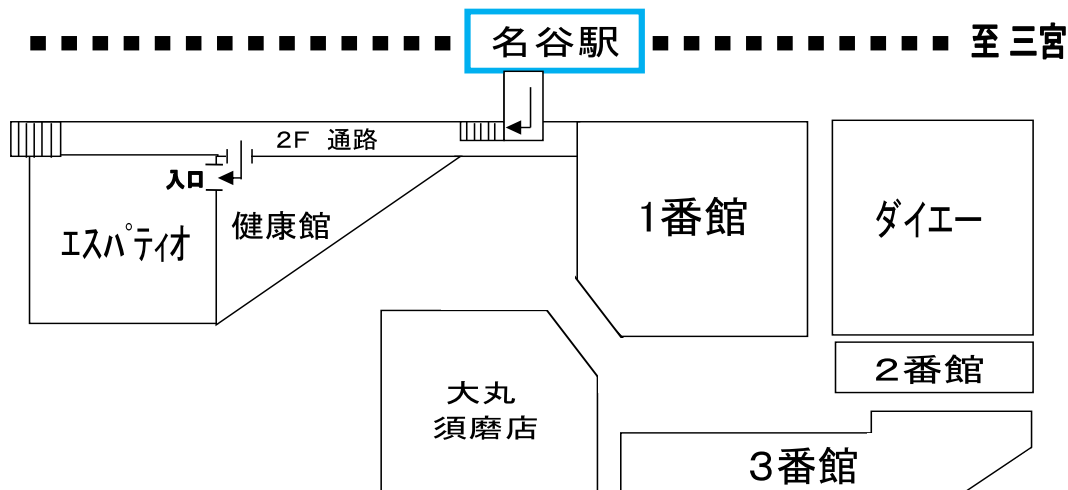 名谷駅
至 三宮
2F 通路
入口
健康館
エスパティオ
1番館
ダイエー
2番館
大丸
須磨店
3番館